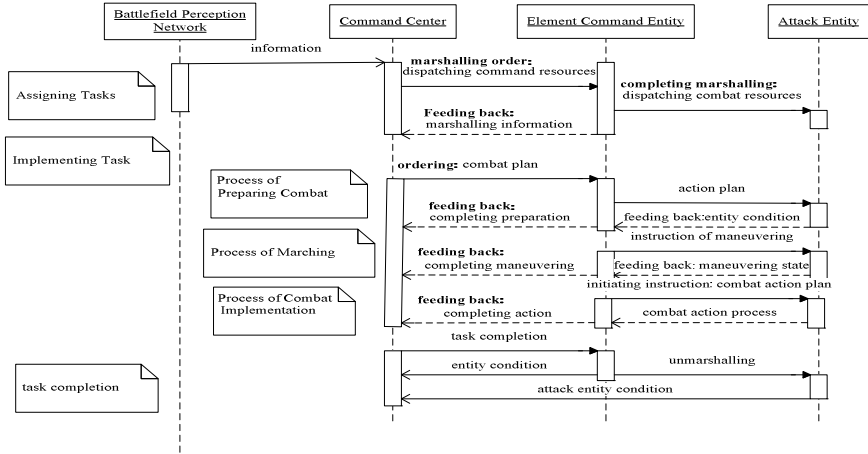 Battlefield Perception
Network
Command Center
Element Command Entity
Attack Entity
information
marshalling order:
dispatching command resources
completing marshalling:
dispatching combat resources
Assigning Tasks
Feeding back:
marshalling information
Implementing Task
ordering: combat plan
Process of
Preparing Combat
action plan
feeding back:
completing preparation
feeding back:entity condition
instruction of maneuvering
Process of Marching
feeding back:
completing maneuvering
feeding back: maneuvering state
initiating instruction: combat action plan
Process of Combat
Implementation
feeding back:
completing action
combat action process
task completion
entity condition
unmarshalling
task completion
attack entity condition